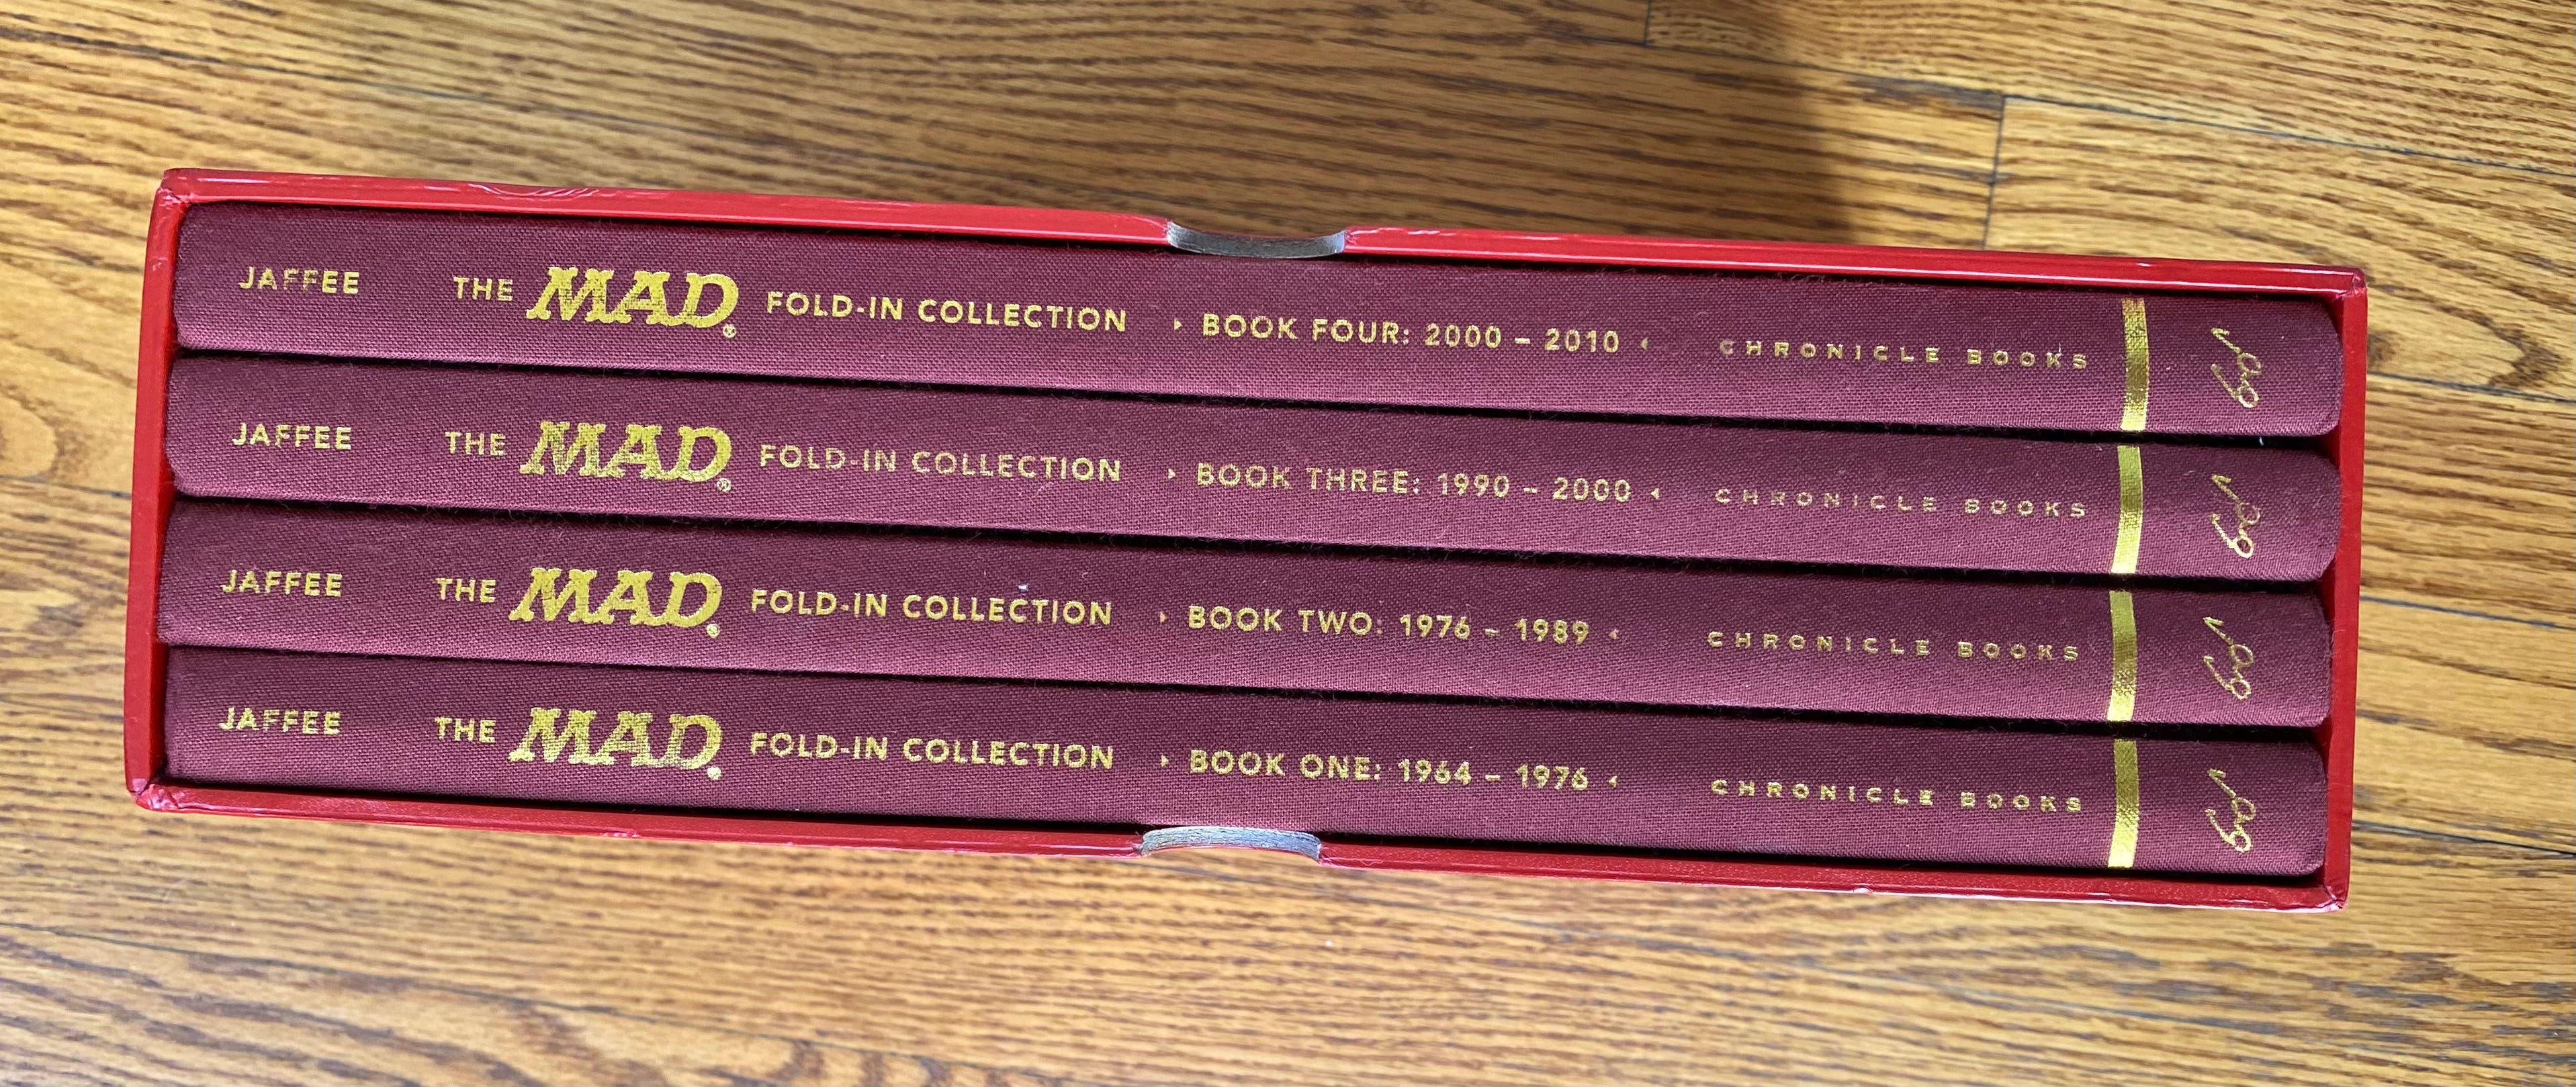 JAFFEE THE MAD® FOLD-IN COLLECTION ▸ BOOK FOUR: 2000 – 2010 ◂ CHRONICLE BOOKS
JAFFEE THE MAD® FOLD-IN COLLECTION ▸ BOOK THREE: 1990 – 2000 ◂ CHRONICLE BOOKS
JAFFEE THE MAD® FOLD-IN COLLECTION ▸ BOOK TWO: 1976 – 1989 ◂ CHRONICLE BOOKS
JAFFEE THE MAD® FOLD-IN COLLECTION ▸ BOOK ONE: 1964 – 1976 ◂ CHRONICLE BOOKS